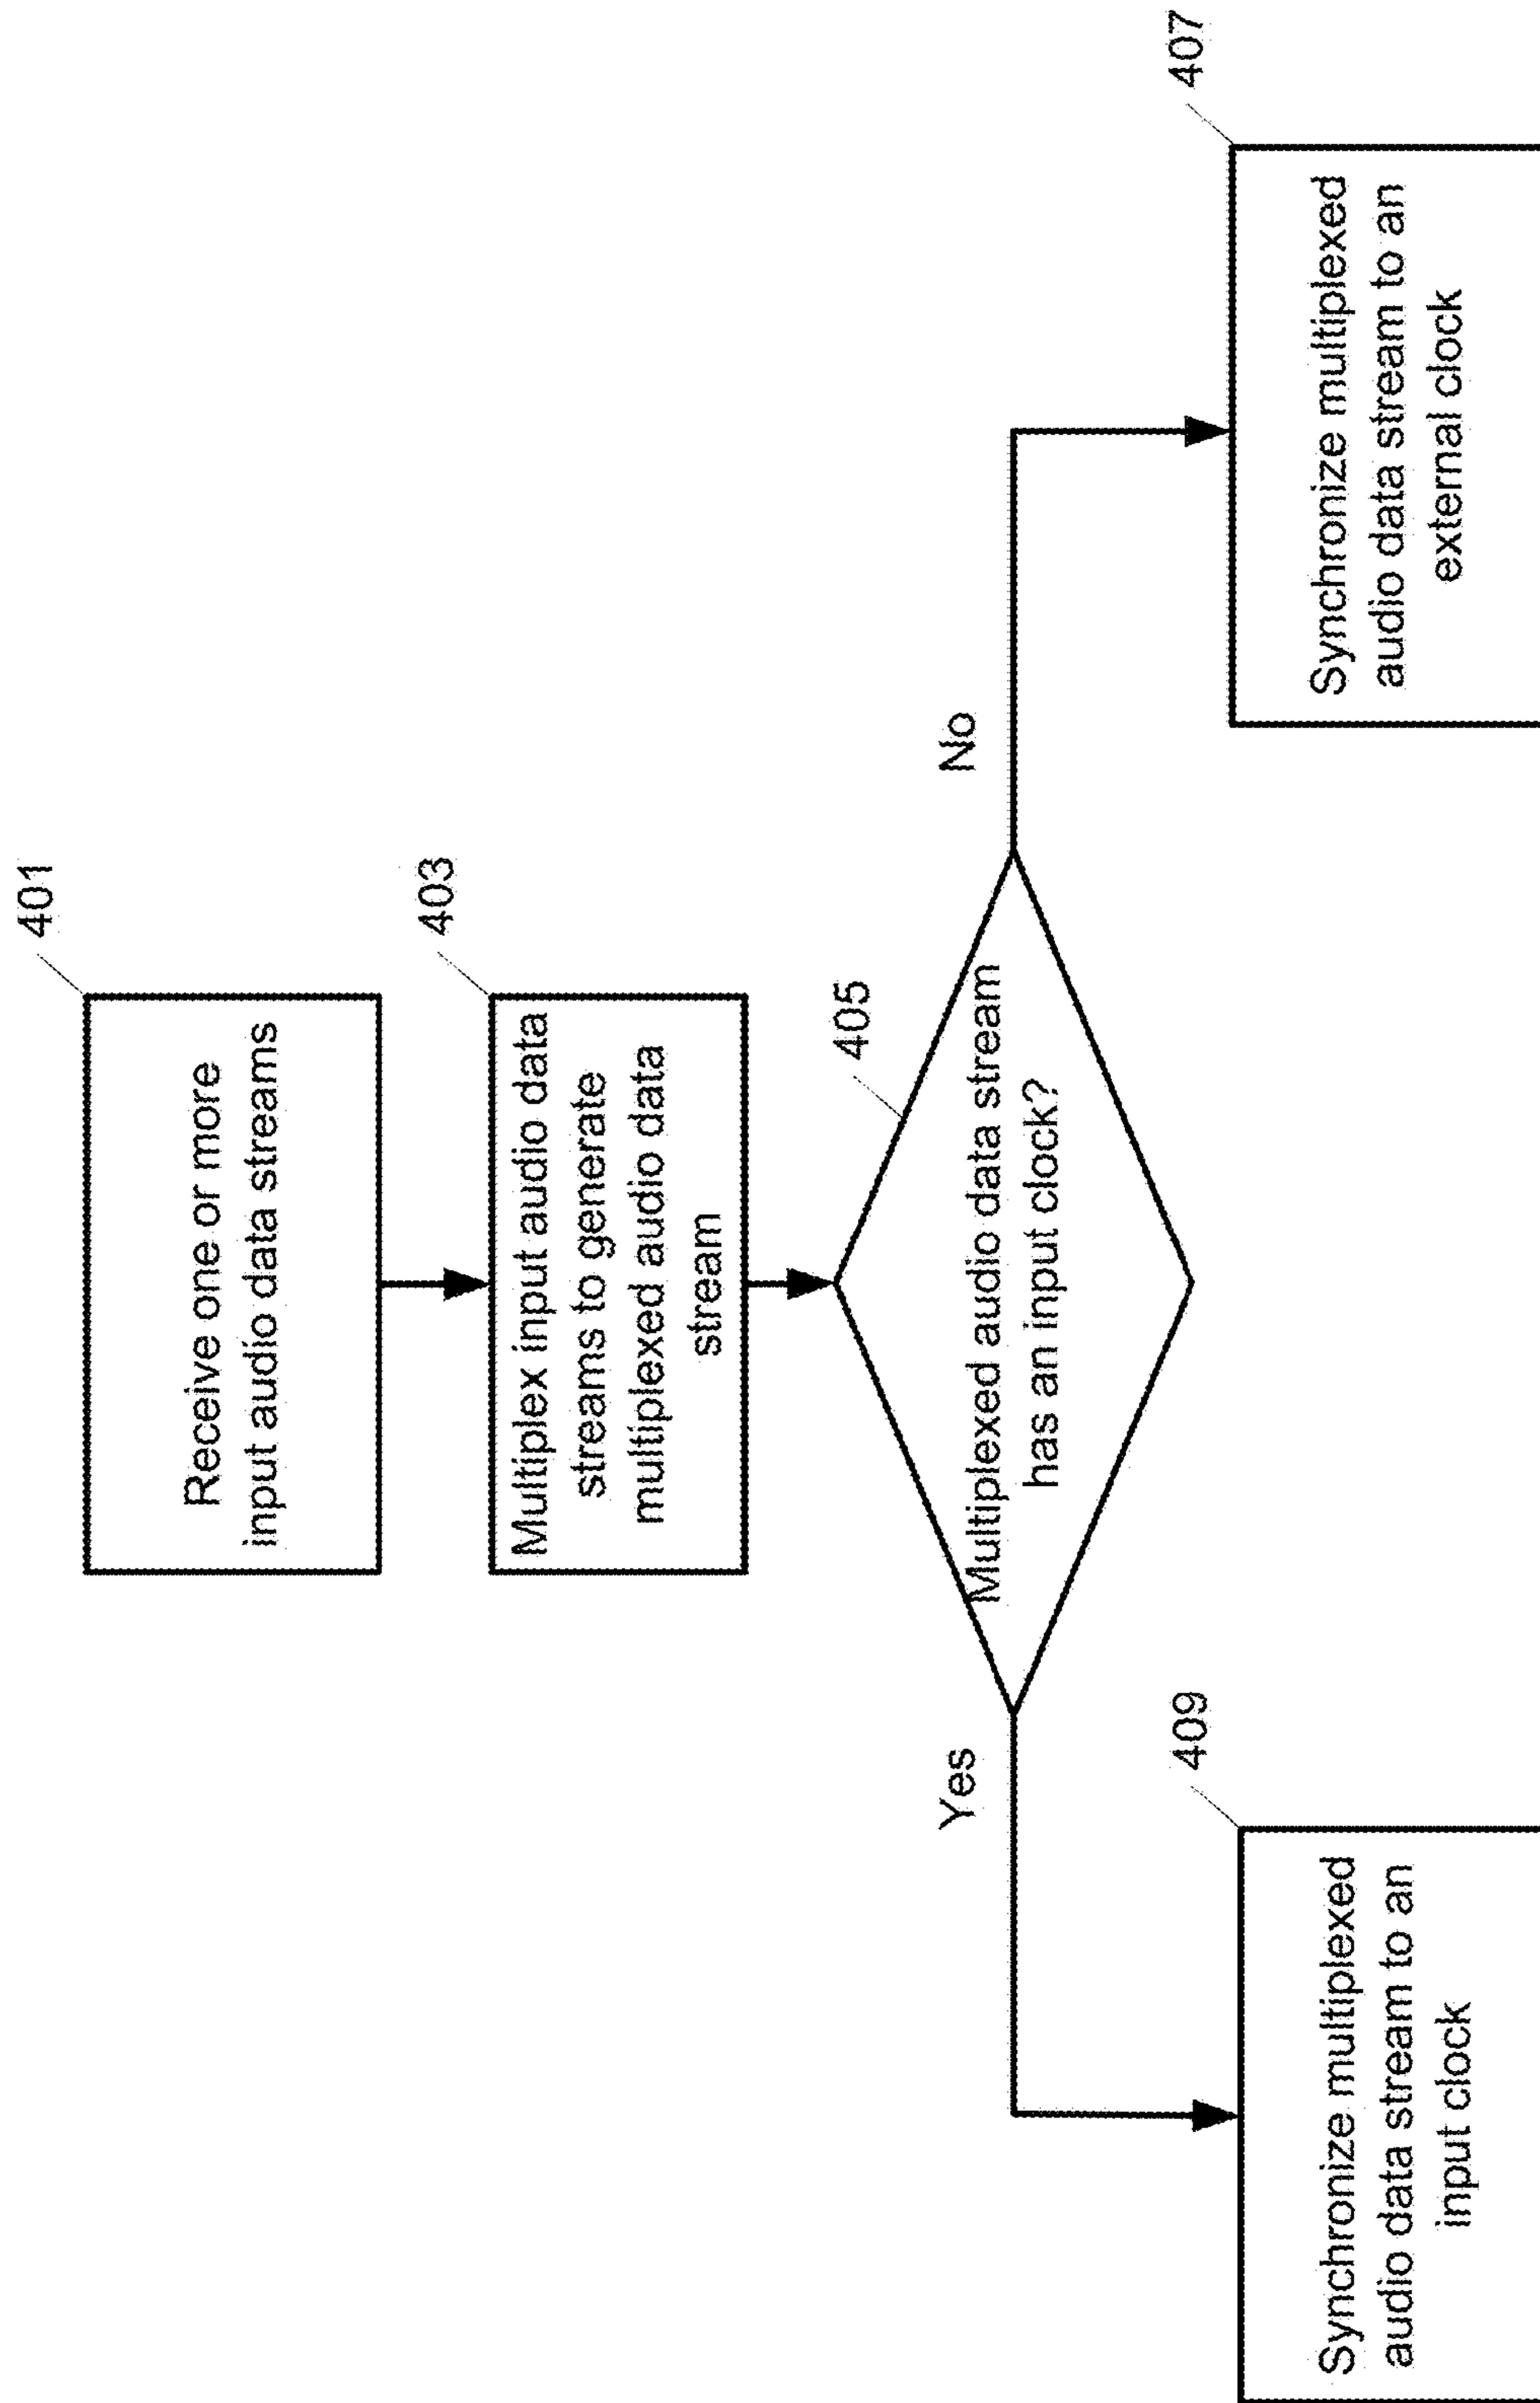 401
Receive one or more
input audio data streams
403
Multiplex input audio data
streams to generate
multiplexed audio data
stream
405
Multiplexed audio data stream
has an input clock?
Yes
No
409
Synchronize multiplexed
audio data stream to an
input clock
407
Synchronize multiplexed
audio data stream to an
external clock